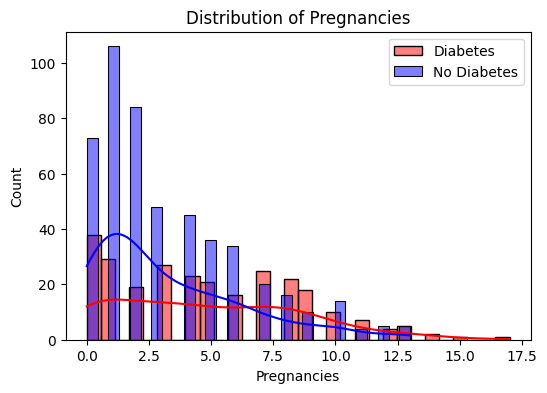 Distribution of Pregnancies
Diabetes
No Diabetes
Count
100
80
60
40
20
0
0.0 2.5 5.0 7.5 10.0 12.5 15.0 17.5
Pregnancies